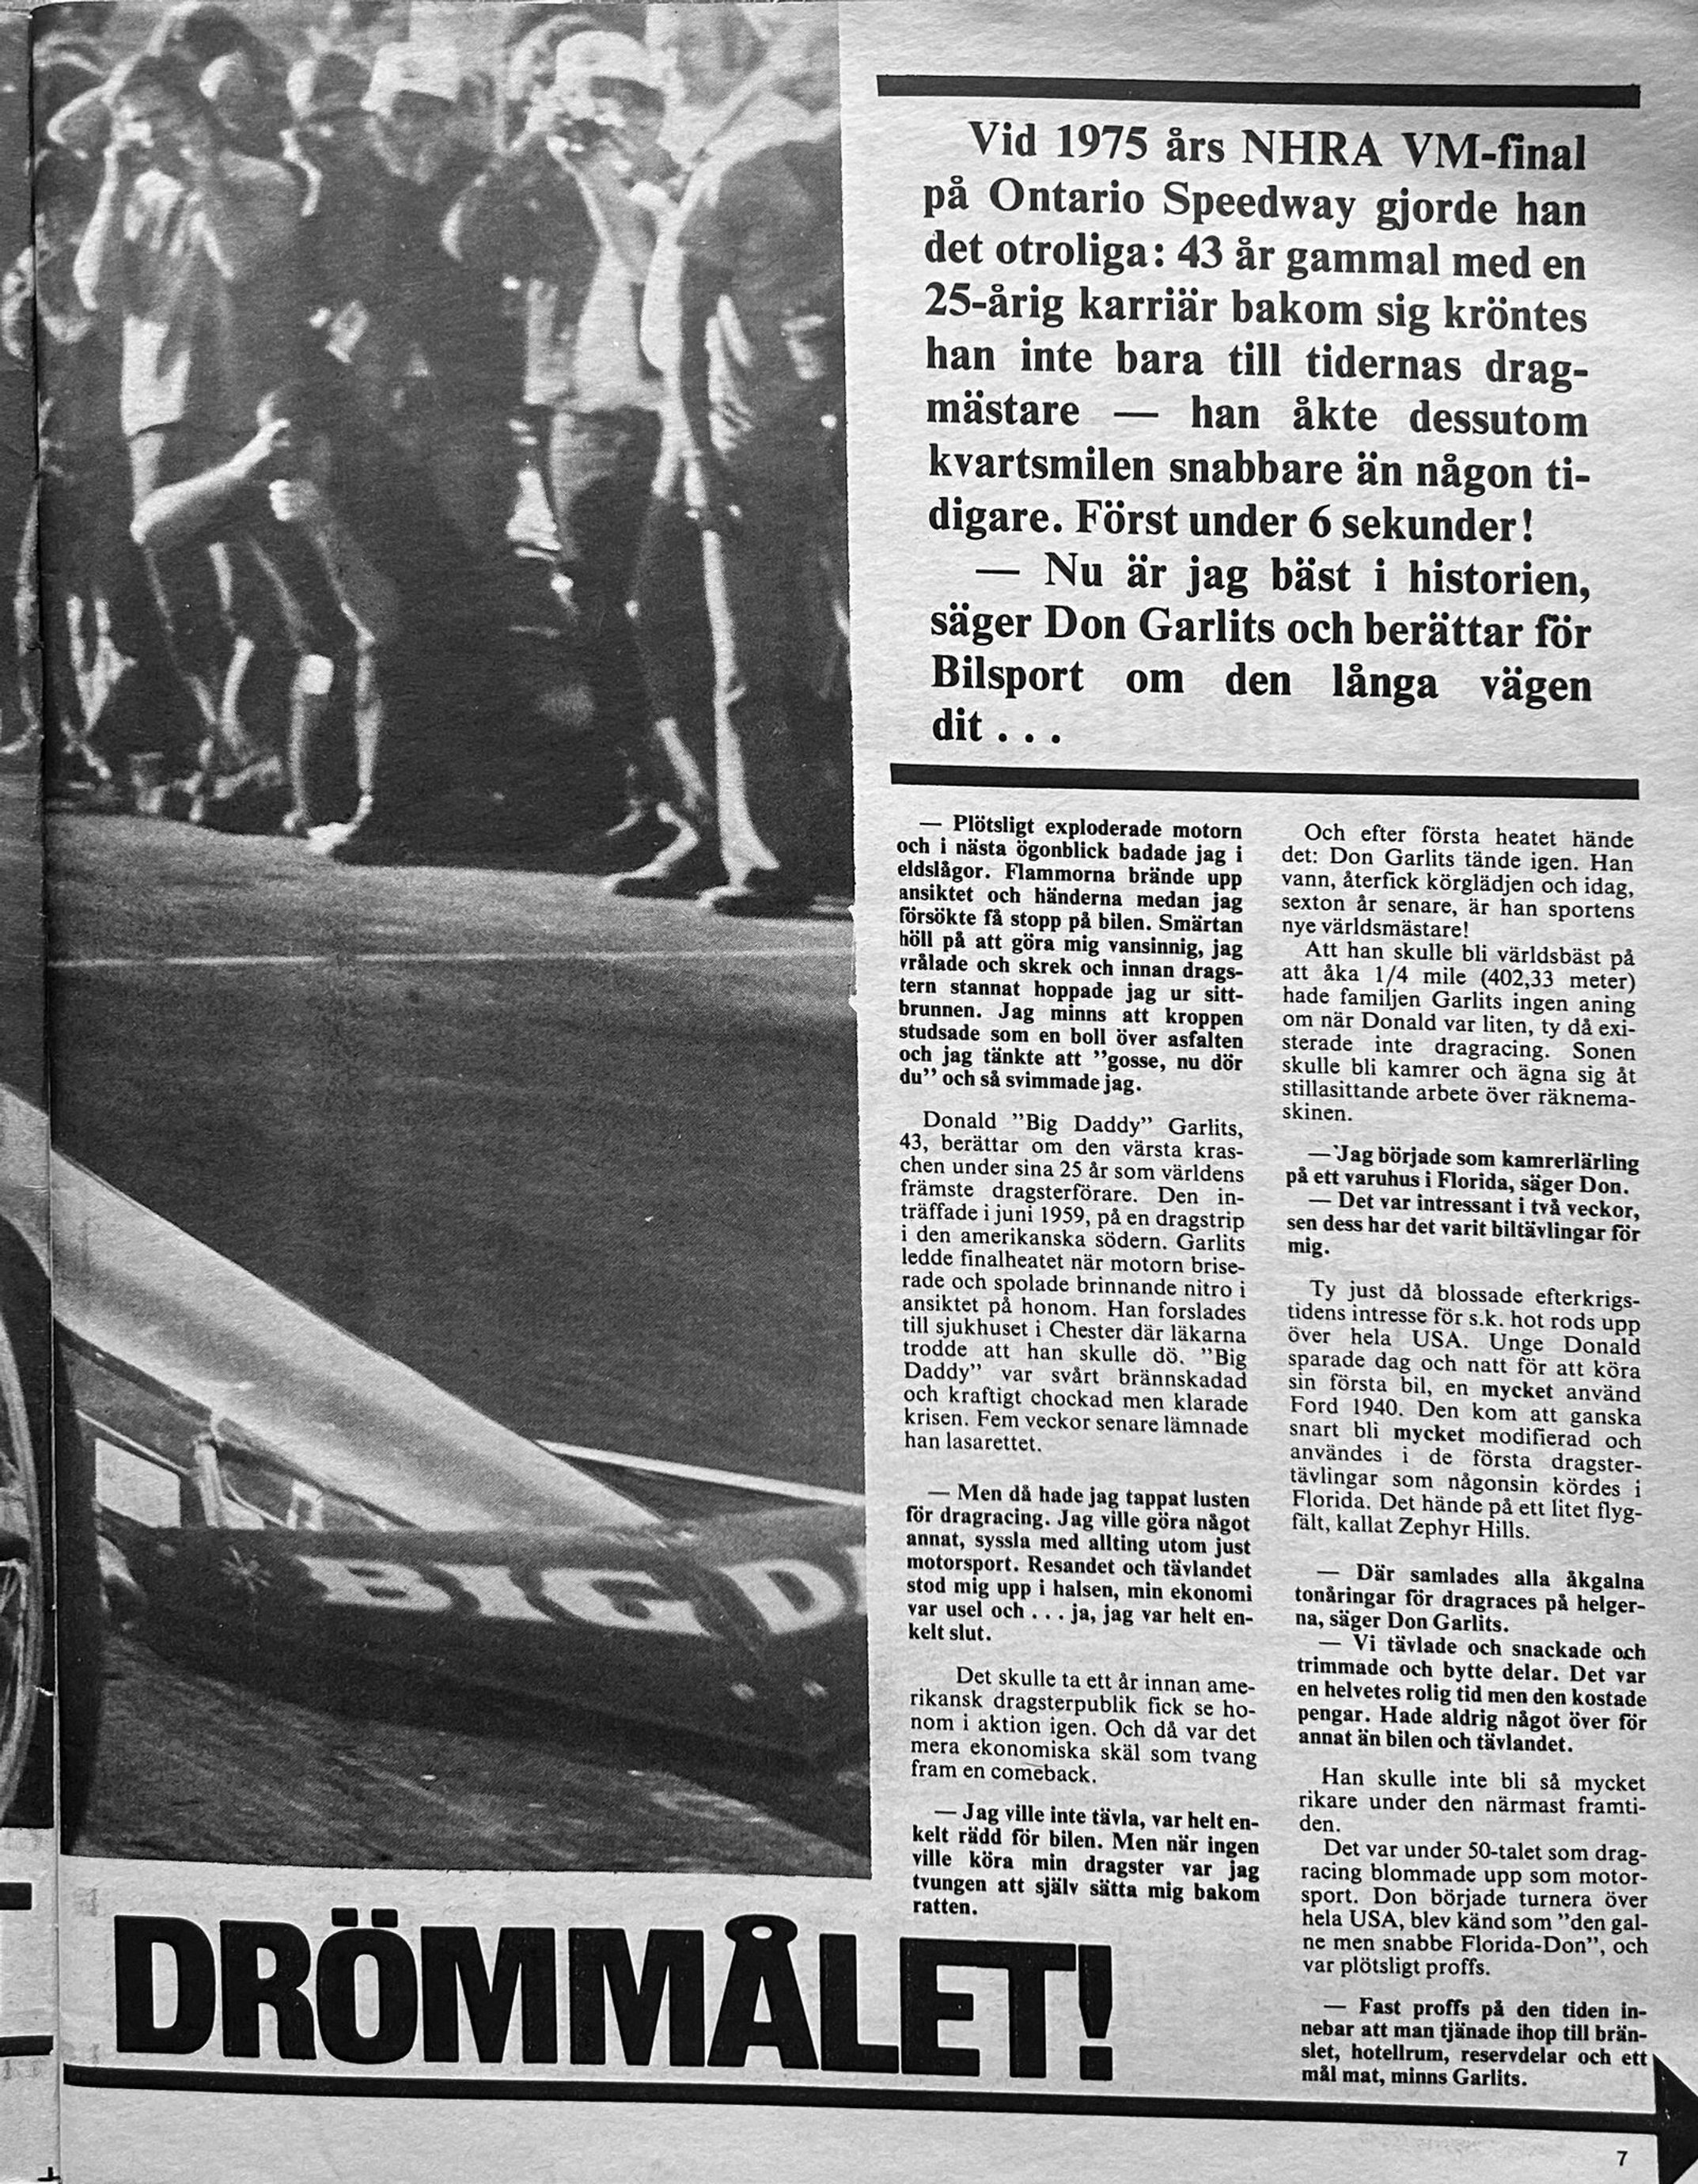 Vid 1975 års NHRA VM-final
på Ontario Speedway gjorde han
det otroliga: 43 år gammal med en
25-årig karriär bakom sig kröntes
han inte bara till tidernas drag-
mästare — han åkte dessutom
kvartsmilen snabbare än någon ti-
digare. Först under 6 sekunder!
— Nu är jag bäst i historien,
säger Don Garlits och berättar för
Bilsport om den långa vägen
dit . . .
— Plötsligt exploderade motorn
och i nästa ögonblick badade jag i
eldslågor. Flammorna brände upp
ansiktet och händerna medan jag
försökte få stopp på bilen. Smärtan
höll på att göra mig vansinnig, jag
vrålade och skrek och innan drags-
tern stannat hoppade jag ur sitt-
brunnen. Jag minns att kroppen
studsade som en boll över asfalten
och jag tänkte att ”gosse, nu dör
du” och så svimmade jag.
Donald ”Big Daddy” Garlits,
43, berättar om den värsta kras-
chen under sina 25 år som världens
främste dragsterförare. Den in-
träffade i juni 1959, på en dragstrip
i den amerikanska södern. Garlits
ledde finalheatet när motorn brise-
rade och spolade brinnande nitro i
ansiktet på honom. Han forslades
till sjukhuset i Chester där läkarna
trodde att han skulle dö. ”Big
Daddy” var svårt brännskadad
och kraftigt chockad men klarade
krisen. Fem veckor senare lämnade
han lasarettet.
— Men då hade jag tappat lusten
för dragracing. Jag ville göra något
annat, syssla med allting utom just
motorsport. Resandet och tävlandet
stod mig upp i halsen, min ekonomi
var usel och . . . ja, jag var helt en-
kelt slut.
Det skulle ta ett år innan ame-
rikansk dragsterpublik fick se ho-
nom i aktion igen. Och då var det
mera ekonomiska skäl som tvang
fram en comeback.
— Jag ville inte tävla, var helt en-
kelt rädd för bilen. Men när ingen
ville köra min dragster var jag
tvungen att själv sätta mig bakom
ratten.
Och efter första heatet hände
det: Don Garlits tände igen. Han
vann, återfick körglädjen och idag,
sexton år senare, är han sportens
nye världsmästare!
Att han skulle bli världsbäst på
att åka 1/4 mile (402,33 meter)
hade familjen Garlits ingen aning
om när Donald var liten, ty då exi-
sterade inte dragracing. Sonen
skulle bli kamrer och ägna sig åt
stillasittande arbete över räknema-
skinen.
— Jag började som kamrerlärling
på ett varuhus i Florida, säger Don.
— Det var intressant i två veckor,
sen dess har det varit biltävlingar för
mig.
Ty just då blossade efterkrigs-
tidens intresse för s.k. hot rods upp
över hela USA. Unge Donald
sparade dag och natt för att köra
sin första bil, en mycket använd
Ford 1940. Den kom att ganska
snart bli mycket modifierad och
användes i de första dragster-
tävlingar som någonsin kördes i
Florida. Det hände på ett litet flyg-
fält, kallat Zephyr Hills.
— Där samlades alla åkgalna
tonåringar för dragraces på helger-
na, säger Don Garlits.
— Vi tävlade och snackade och
trimmade och bytte delar. Det var
en helvetes rolig tid men den kostade
pengar. Hade aldrig något över för
annat än bilen och tävlandet.
Han skulle inte bli så mycket
rikare under den närmast framti-
den.
Det var under 50-talet som drag-
racing blommade upp som motor-
sport. Don började turnera över
hela USA, blev känd som ”den gal-
ne men snabbe Florida-Don”, och
var plötsligt proffs.
— Fast proffs på den tiden in-
nebar att man tjänade ihop till brän-
slet, hotellrum, reservdelar och ett
mål mat, minns Garlits.
BIG D
DRÖMMÅLET!
7